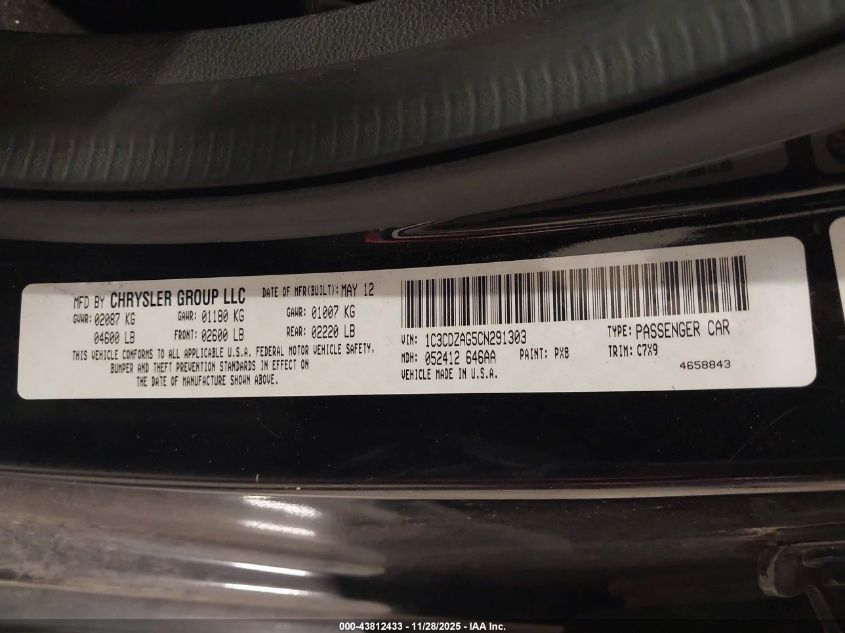 MFD BY CHRYSLER GROUP LLC DATE OF MFR(BUILT): MAY 12
GVWR: 02087 KG GAWR: 01180 KG GAWR: 01007 KG
04600 LB FRONT: 02600 LB REAR: 02220 LB
THIS VEHICLE CONFORMS TO ALL APPLICABLE U.S.A. FEDERAL MOTOR VEHICLE SAFETY,
BUMPER AND THEFT PREVENTION STANDARDS IN EFFECT ON
THE DATE OF MANUFACTURE SHOWN ABOVE.
VIN: 1C3CDZAG5CN291303 TYPE: PASSENGER CAR
MDH: 052412 646AA PAINT: PX8 TRIM: C7X9
VEHICLE MADE IN U.S.A. 4658843
000-43812433 — 11/28/2025 — IAA Inc.